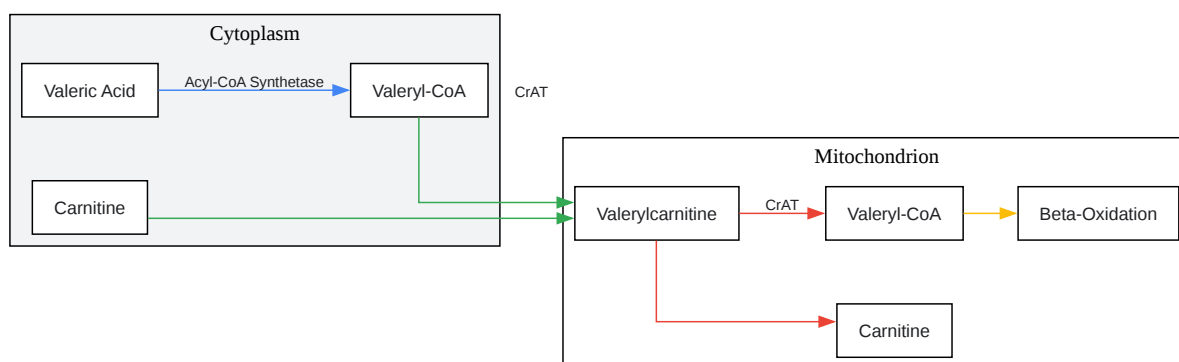 Cytoplasm
Valeric Acid
Acyl-CoA Synthetase
Valeryl-CoA
CrAT
Carnitine
Mitochondrion
Valerylcarnitine
CrAT
Valeryl-CoA
Beta-Oxidation
Carnitine